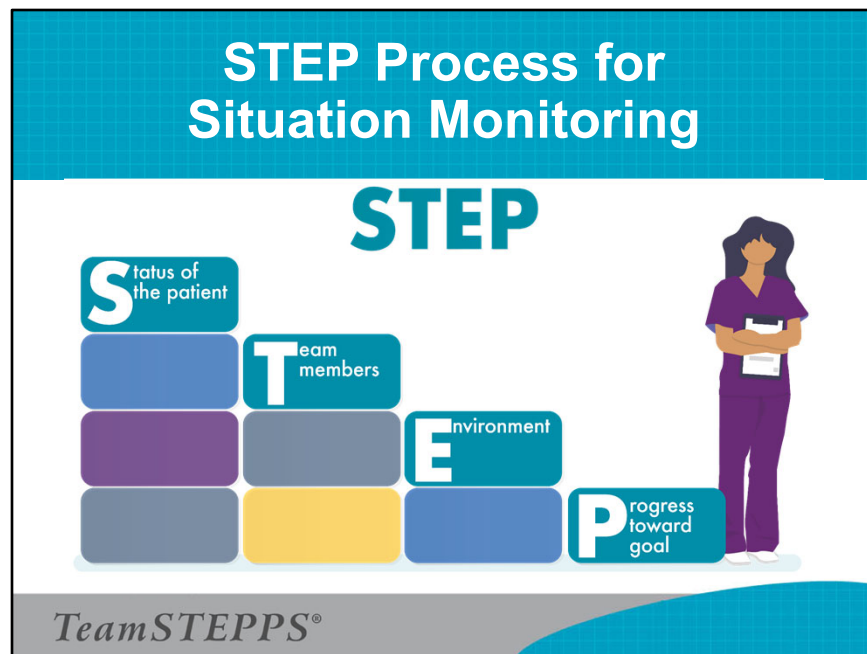 STEP Process for
Situation Monitoring
STEP
Status of
the patient
Team
members
Environment
Progress
toward
goal
TeamSTEPPS®